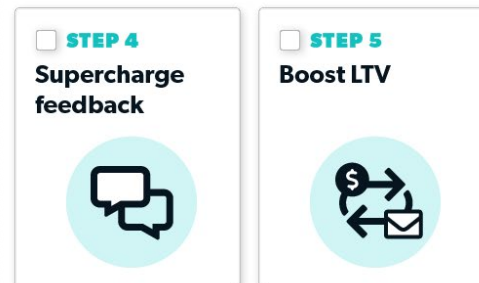 STEP 4
Supercharge
feedback
STEP 5
Boost LTV
$